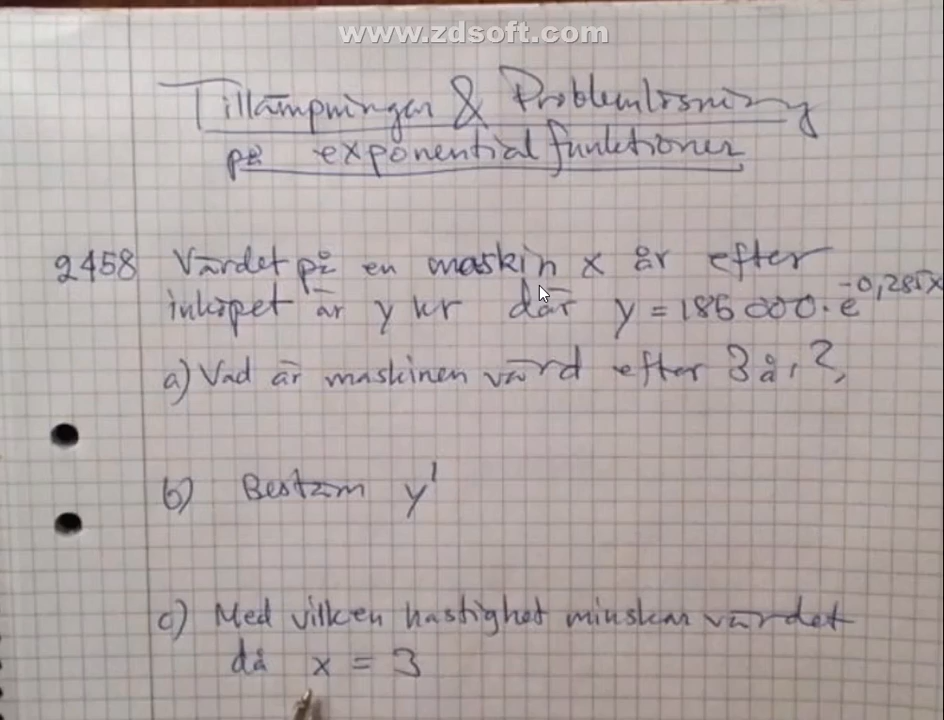 www.zdsoft.com
Tillämpningar & Problemlösning
på exponentialfunktioner
2458 Värdet på en maskin x år efter
inköpet är y kr där y = 185 000 · e^-0,285x
a) Vad är maskinen värd efter 3 år?
b) Bestäm y'
c) Med vilken hastighet minskar värdet
då x = 3